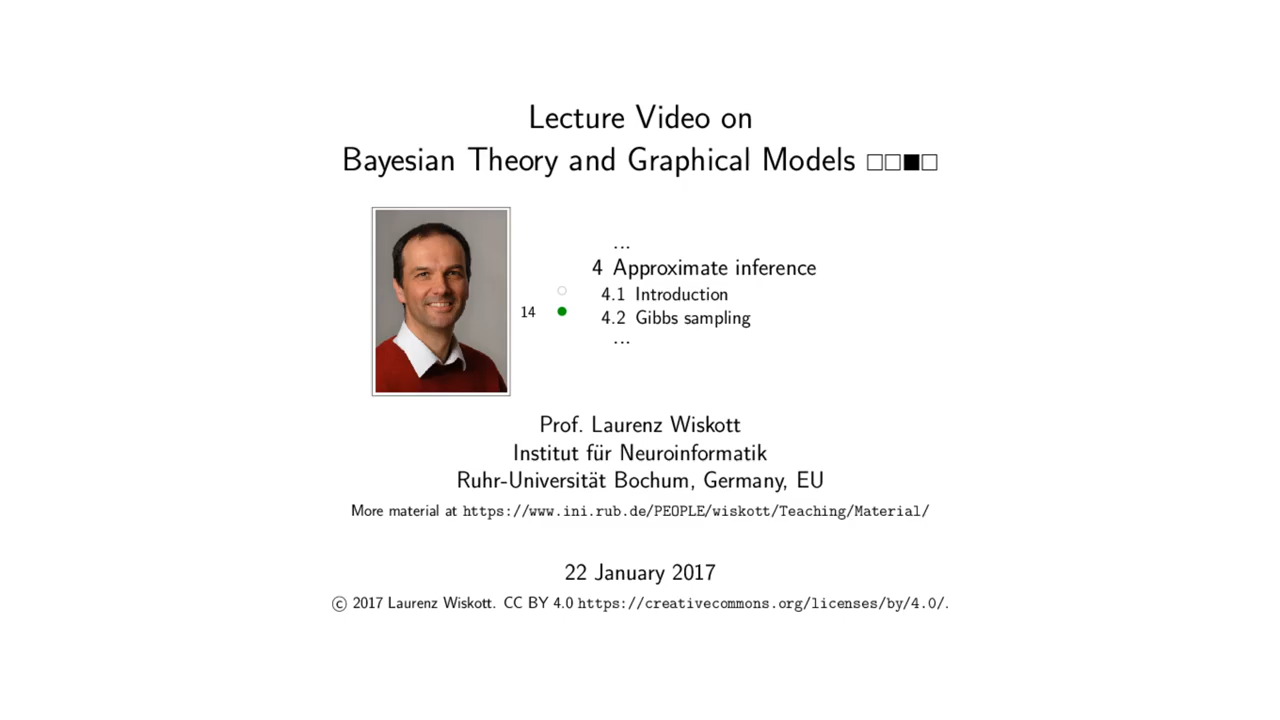 Lecture Video on
Bayesian Theory and Graphical Models □□■□
...
4 Approximate inference
4.1 Introduction
14 4.2 Gibbs sampling
...
Prof. Laurenz Wiskott
Institut für Neuroinformatik
Ruhr-Universität Bochum, Germany, EU
More material at https://www.ini.rub.de/PEOPLE/wiskott/Teaching/Material/
22 January 2017
© 2017 Laurenz Wiskott. CC BY 4.0 https://creativecommons.org/licenses/by/4.0/.